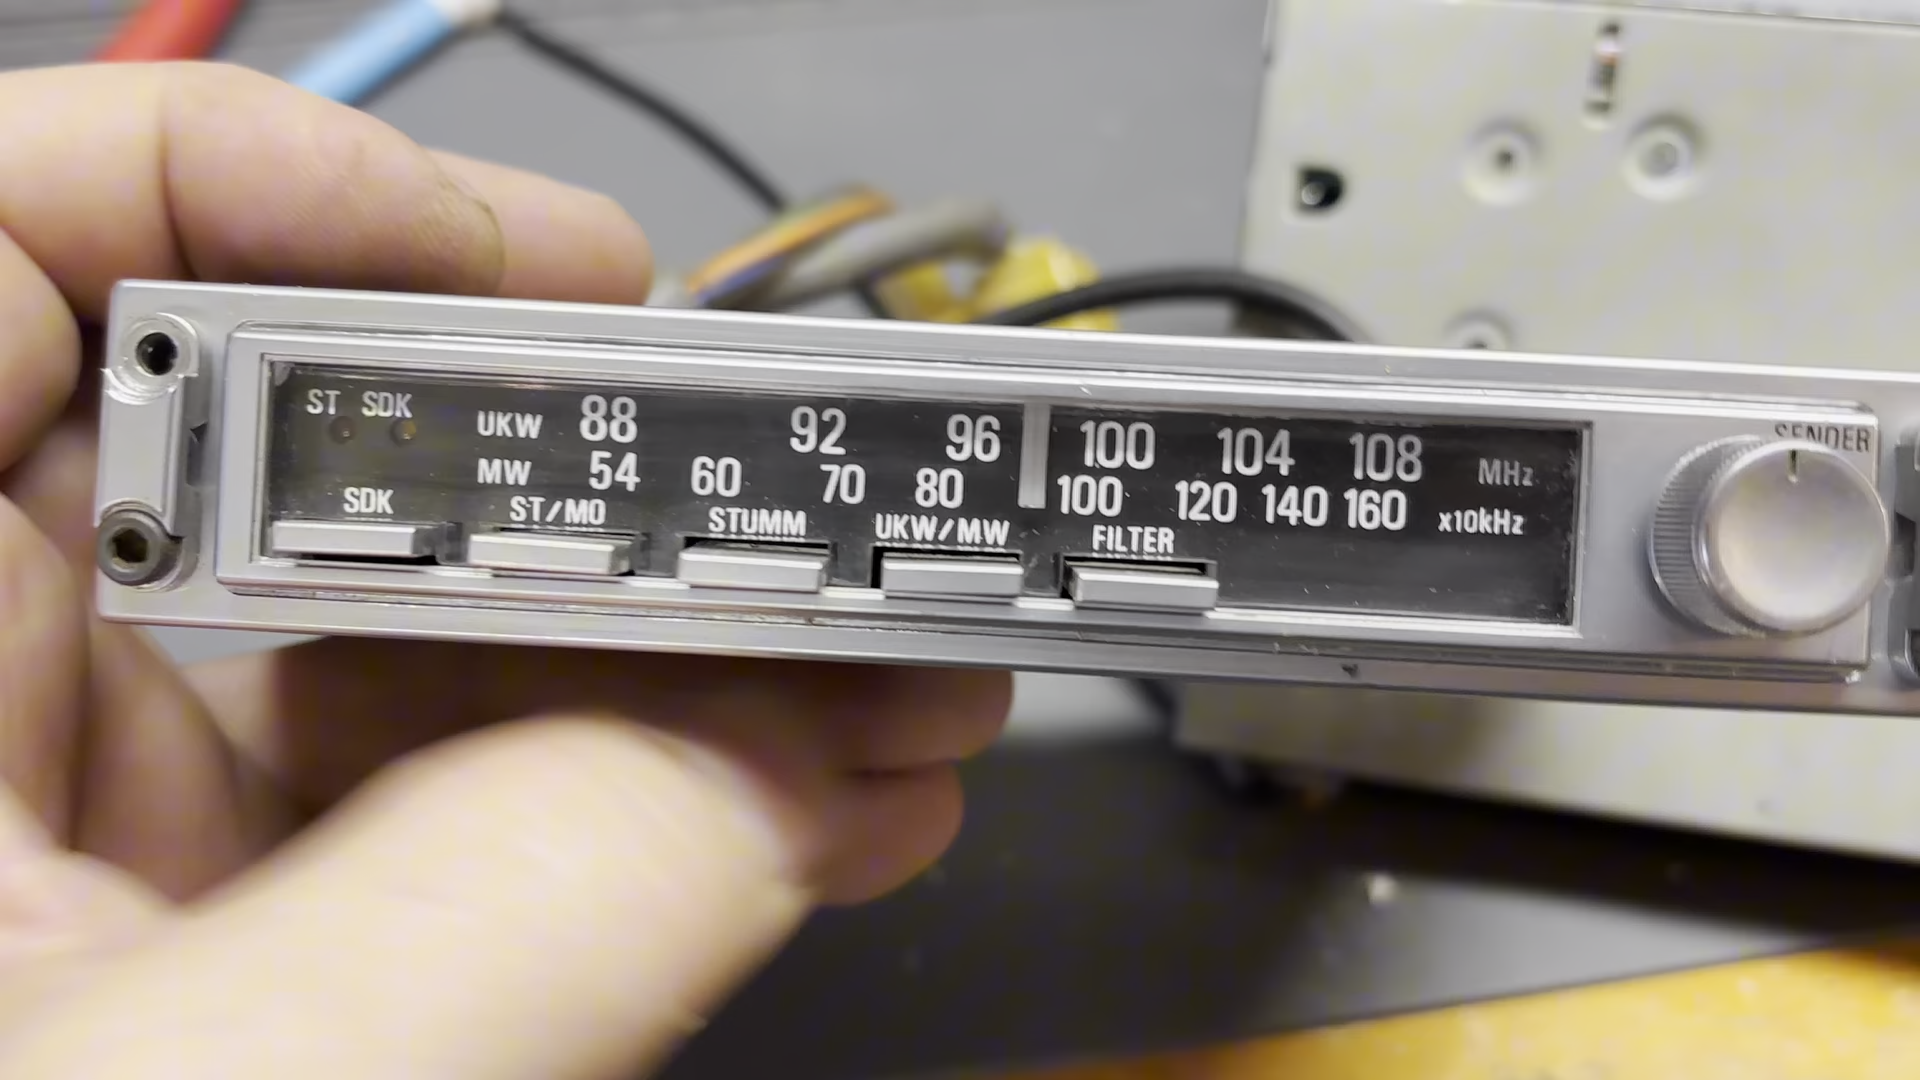 ST SDK
UKW 88 92 96 100 104 108 MHz
MW 54 60 70 80 100 120 140 160 x10kHz
SDK ST/MO STUMM UKW/MW FILTER
SENDER